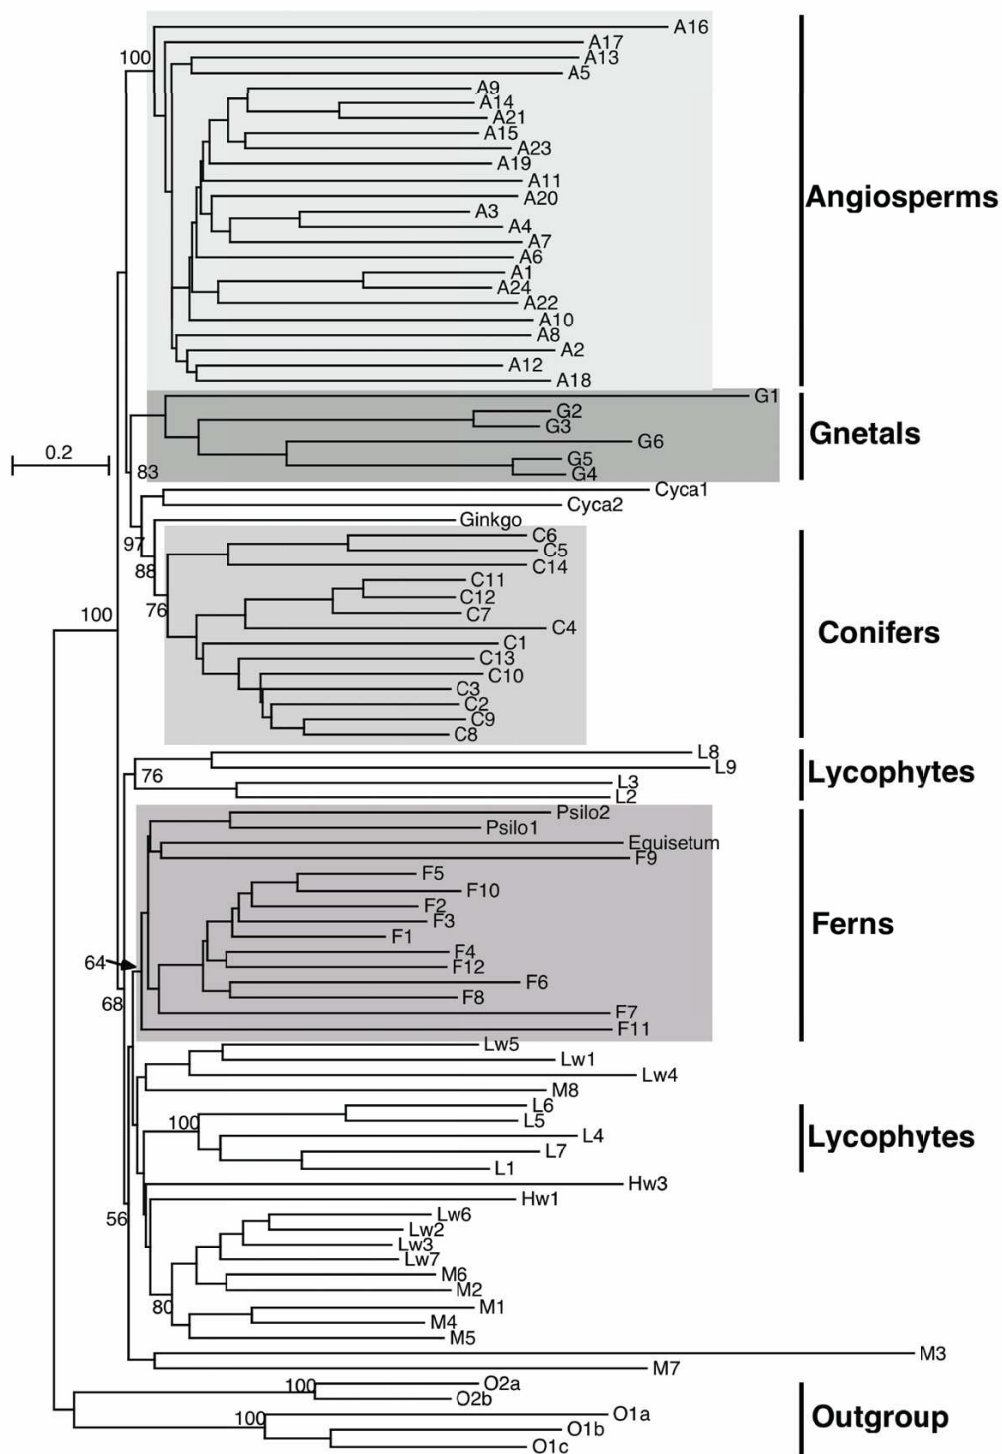 A16
100
A17
A13
A5
A9
A14
A21
A15
A23
A19
A11
Angiosperms
A20
A3
A4
A7
A6
A1
A24
A22
A10
A8
A2
A12
A18
G1
G2
G3
Gnetals
G6
0.2
G5
83
G4
Cyca1
Cyca2
Ginkgo
C6
97
C5
88
C14
C11
C12
76
C7
100
C4
Conifers
C1
C13
C10
C3
C2
C9
C8
L8
L9
76
Lycophytes
L3
L2
Psilo2
Psilo1
Equisetum
F9
F5
F10
F2
F3
Ferns
F1
F4
64
F12
F6
F8
68
F7
F11
Lw5
Lw1
Lw4
M8
L6
100
L5
L4
Lycophytes
L7
L1
Hw3
Hw1
56
Lw6
Lw2
Lw3
Lw7
M6
M2
80
M1
M4
M5
M3
M7
O2a
100
O2b
O1a
100
Outgroup
O1b
O1c